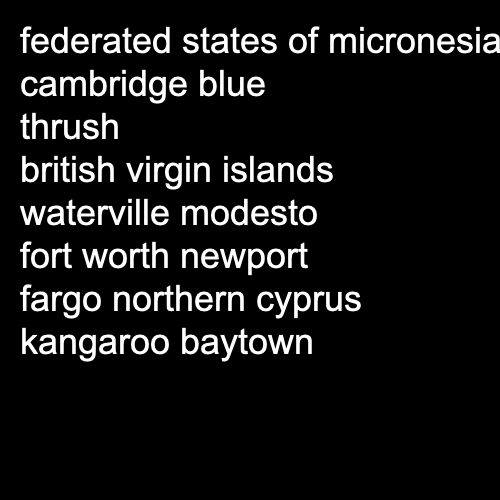 federated states of micronesia
cambridge blue
thrush
british virgin islands
waterville modesto
fort worth newport
fargo northern cyprus
kangaroo baytown